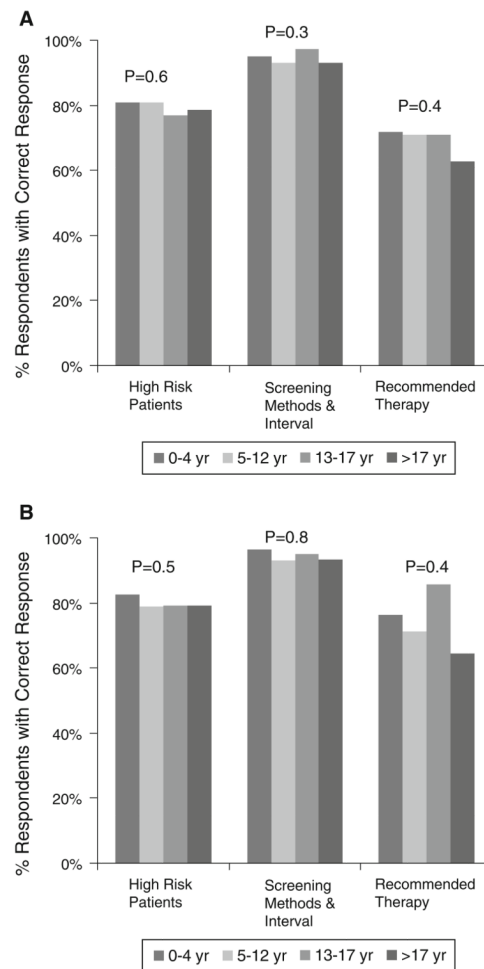 A
% Respondents with Correct Response
100%
80%
60%
40%
20%
0%
P=0.6
P=0.3
P=0.4
High Risk
Patients
Screening
Methods &
Interval
Recommended
Therapy
0-4 yr 5-12 yr 13-17 yr >17 yr
B
% Respondents with Correct Response
100%
80%
60%
40%
20%
0%
P=0.5
P=0.8
P=0.4
High Risk
Patients
Screening
Methods &
Interval
Recommended
Therapy
0-4 yr 5-12 yr 13-17 yr >17 yr